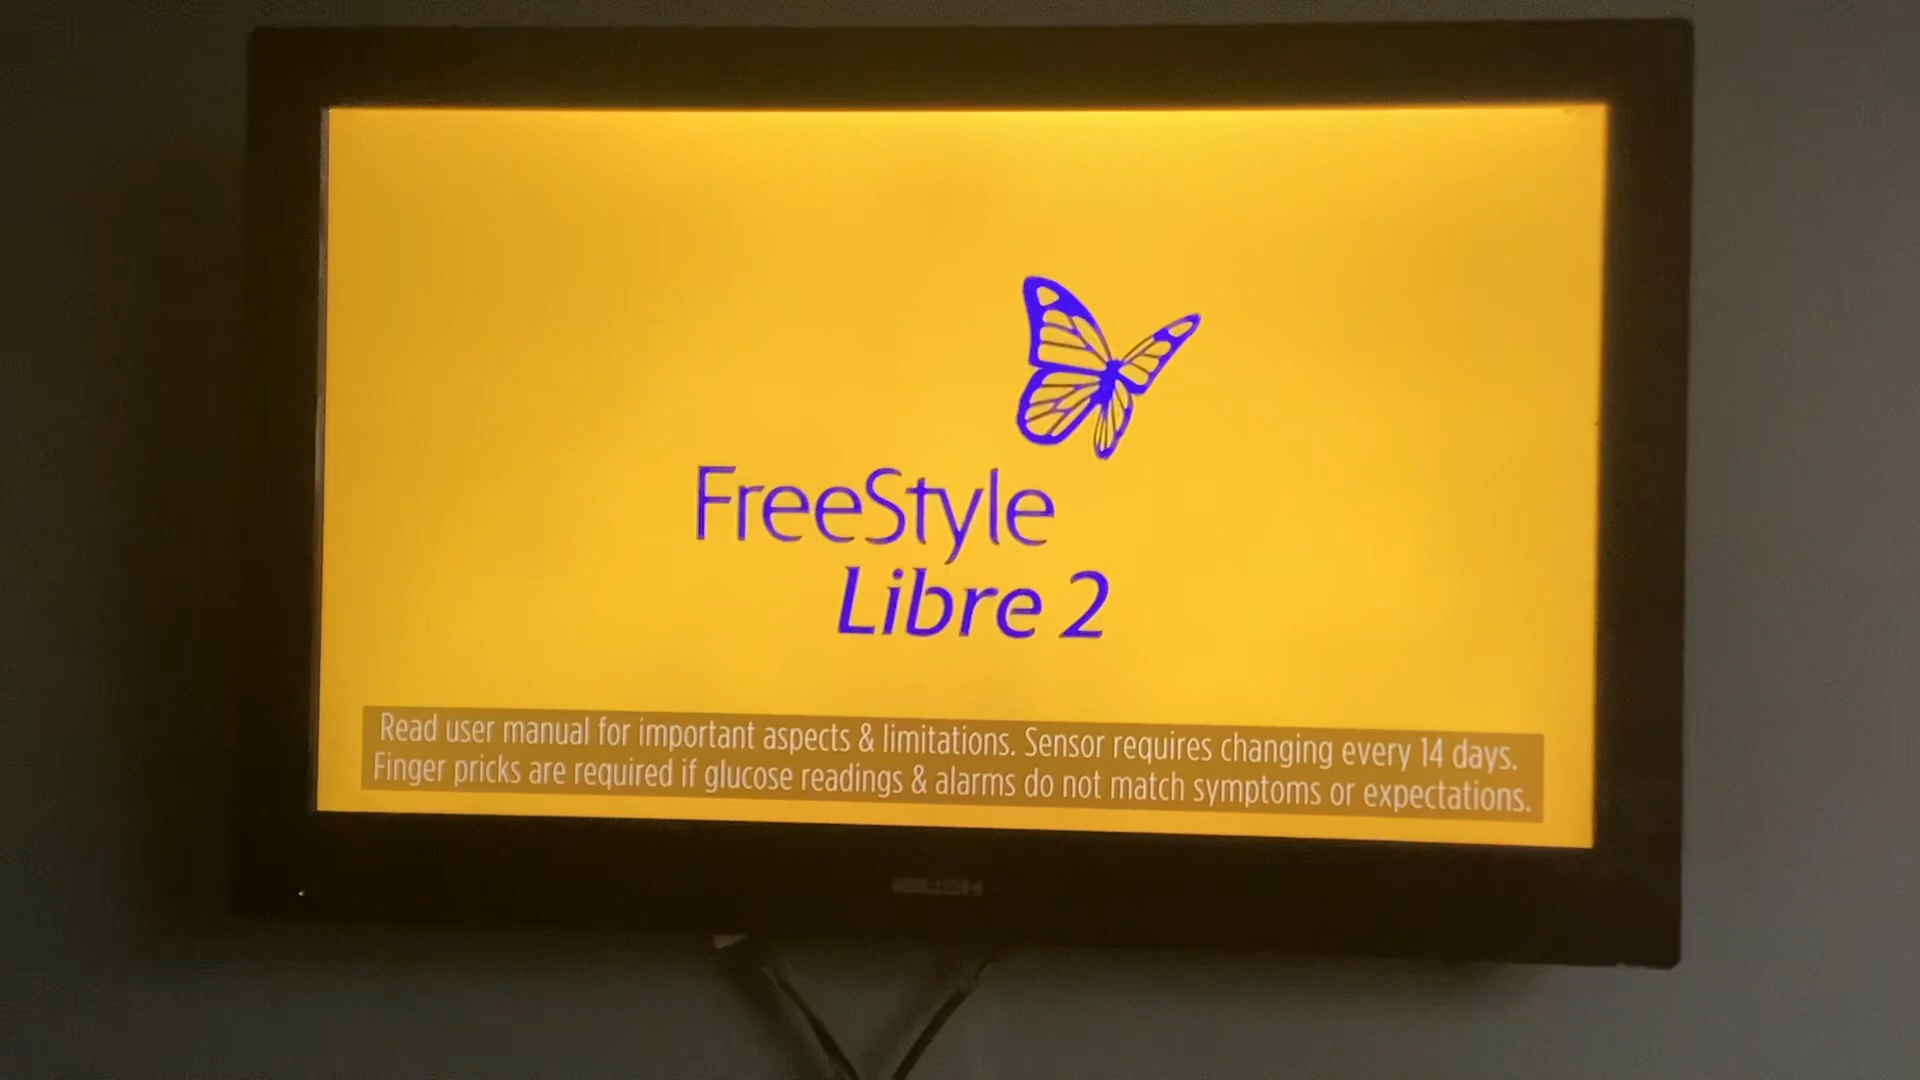 FreeStyle
Libre 2
Read user manual for important aspects & limitations. Sensor requires changing every 14 days.
Finger pricks are required if glucose readings & alarms do not match symptoms or expectations.